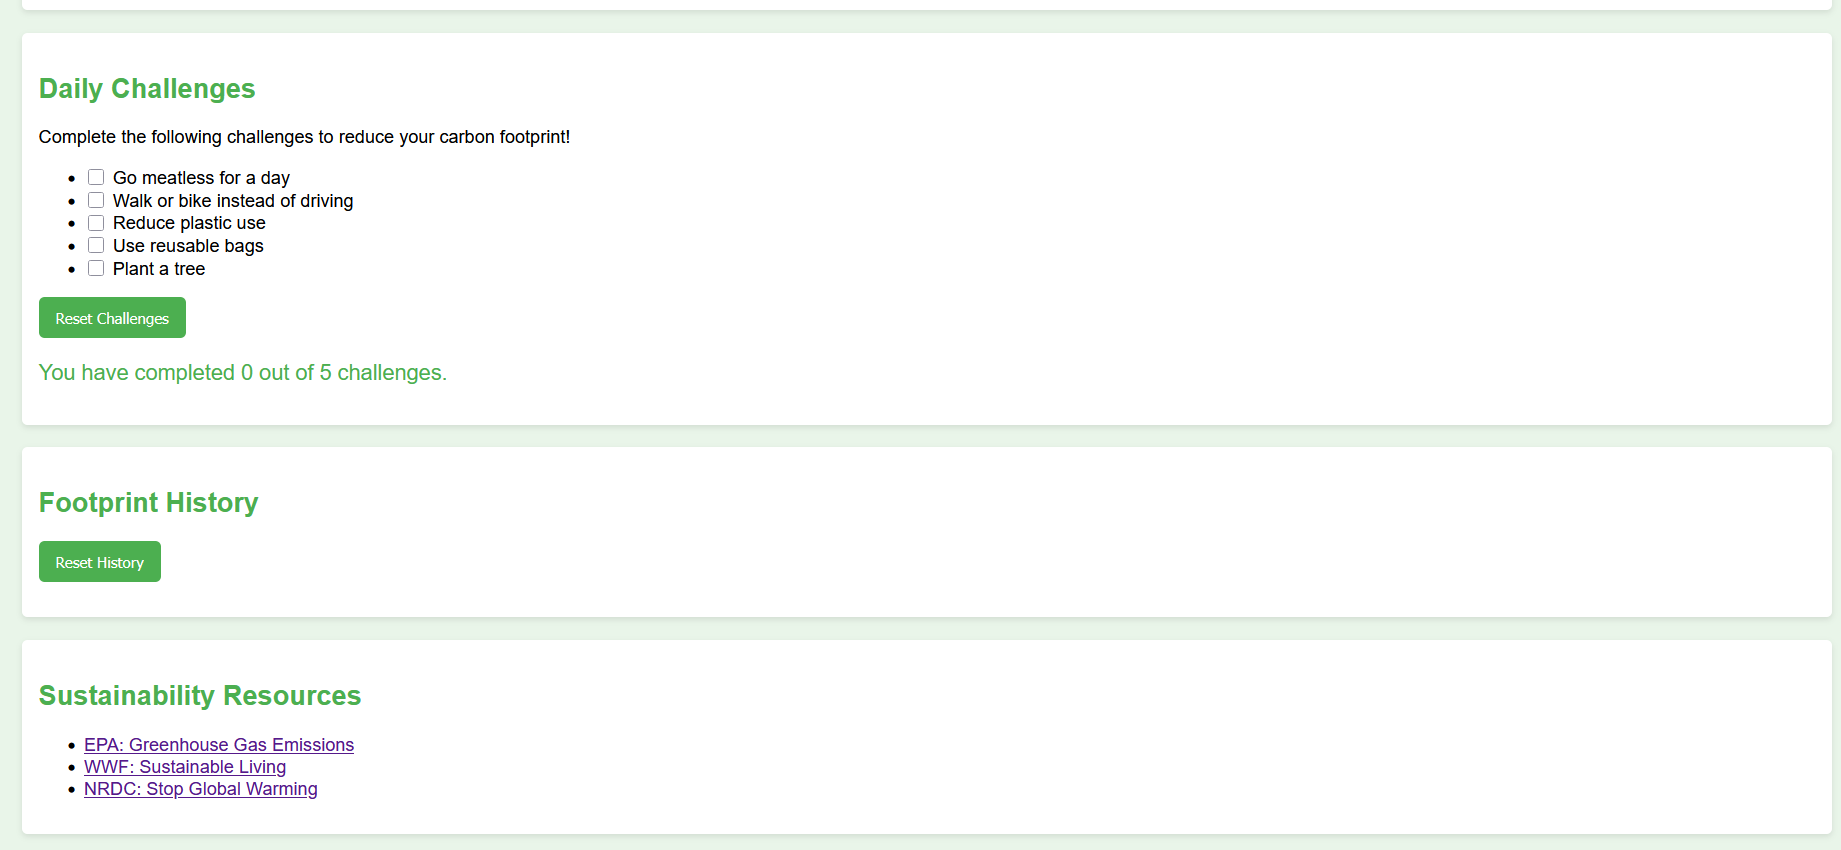 Daily Challenges
Complete the following challenges to reduce your carbon footprint!
Go meatless for a day
Walk or bike instead of driving
Reduce plastic use
Use reusable bags
Plant a tree
Reset Challenges
You have completed 0 out of 5 challenges.
Footprint History
Reset History
Sustainability Resources
EPA: Greenhouse Gas Emissions
WWF: Sustainable Living
NRDC: Stop Global Warming